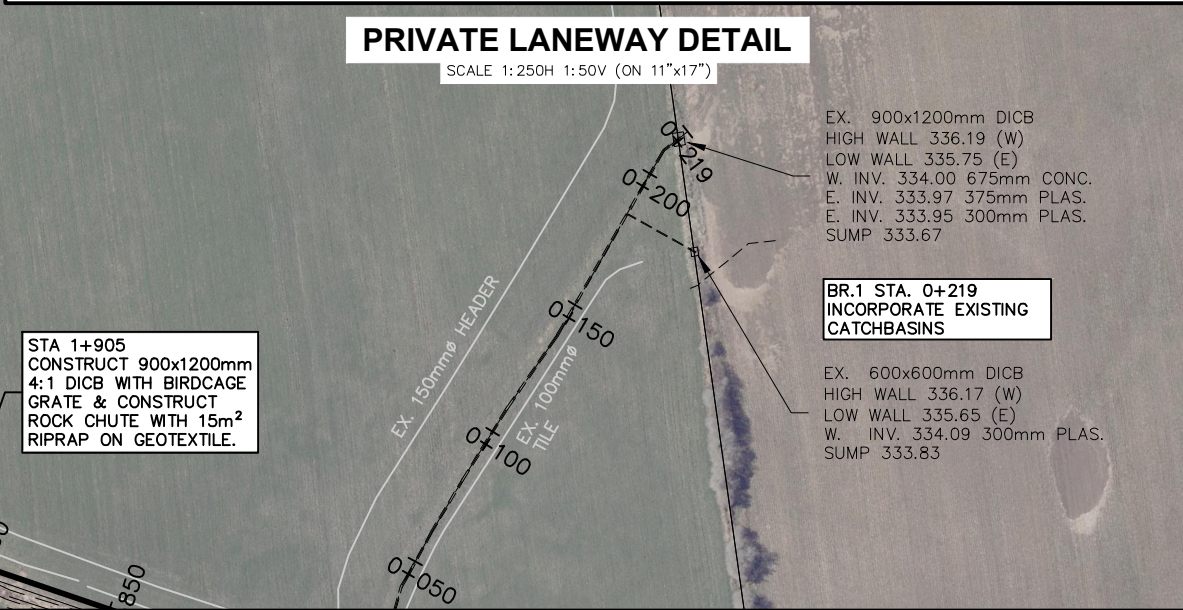 PRIVATE LANEWAY DETAIL
SCALE 1:250H 1:50V (ON 11"x17")
EX. 900x1200mm DICB
HIGH WALL 336.19 (W)
LOW WALL 335.75 (E)
W. INV. 334.00 675mm CONC.
E. INV. 333.97 375mm PLAS.
E. INV. 333.95 300mm PLAS.
SUMP 333.67
0+219
0+200
BR.1 STA. 0+219
INCORPORATE EXISTING
CATCHBASINS
0+150
EX. 150mmø HEADER
EX. 100mmø
TILE
STA 1+905
CONSTRUCT 900x1200mm
4:1 DICB WITH BIRDCAGE
GRATE & CONSTRUCT
ROCK CHUTE WITH 15m²
RIPRAP ON GEOTEXTILE.
EX. 600x600mm DICB
HIGH WALL 336.17 (W)
LOW WALL 335.65 (E)
W. INV. 334.09 300mm PLAS.
SUMP 333.83
0+100
0+050
850